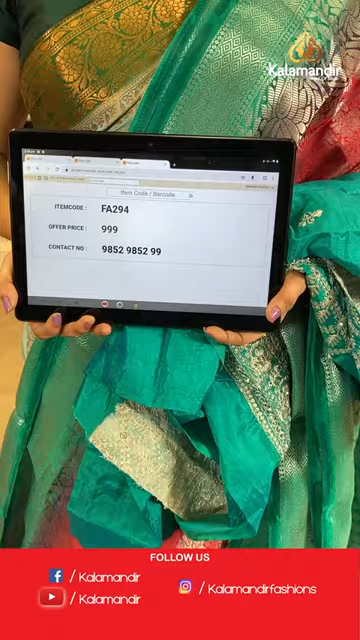 Kalamandir
Item Code / Barcode
ITEMCODE : FA294
OFFER PRICE : 999
CONTACT NO : 9852 9852 99
FOLLOW US
/ Kalamandir
/ Kalamandirfashions
/ Kalamandir